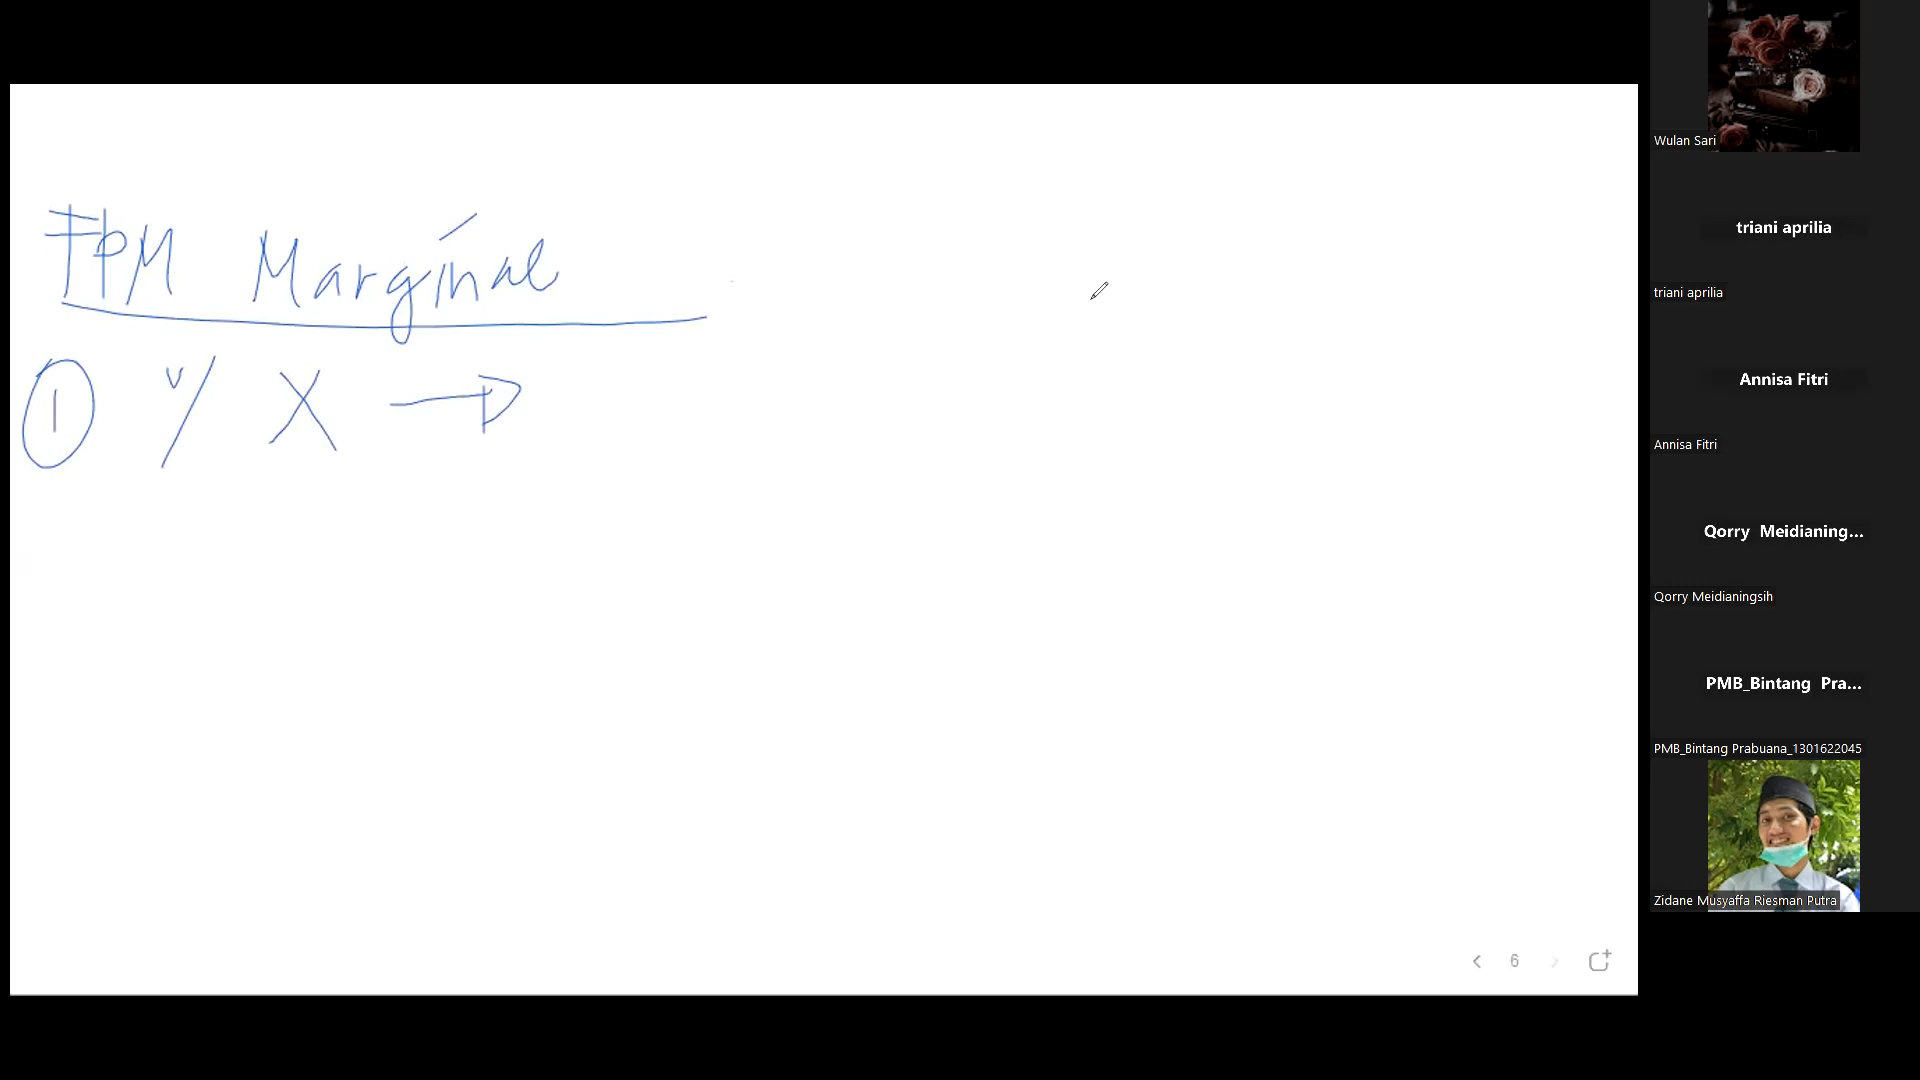 FPM Marginal
① u/ X →
6
Wulan Sari
triani aprilia
triani aprilia
Annisa Fitri
Annisa Fitri
Qorry Meidianing...
Qorry Meidianingsih
PMB_Bintang Pra...
PMB_Bintang Prabuana_1301622045
Zidane Musyaffa Riesman Putra